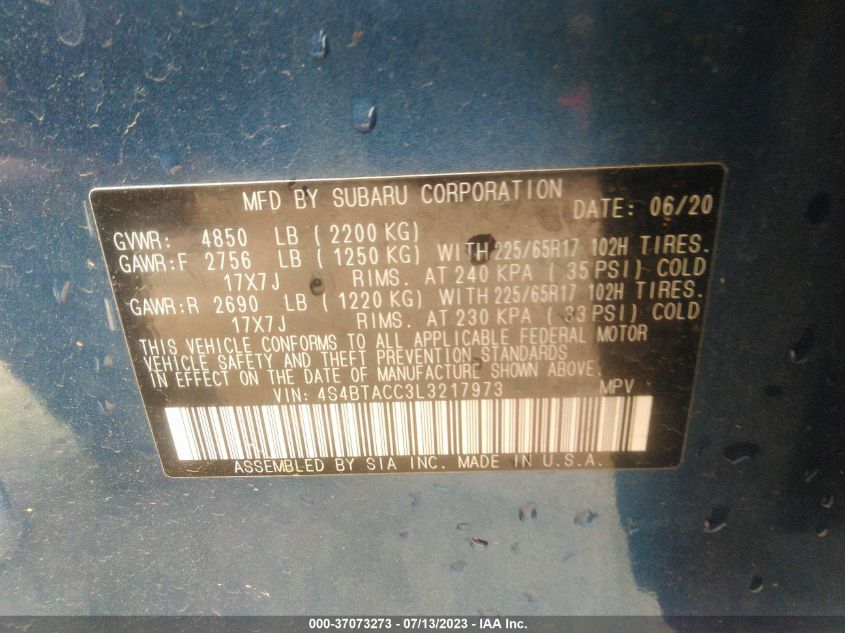 MFD BY SUBARU CORPORATION DATE: 06/20
GVWR: 4850 LB ( 2200 KG)
GAWR:F 2756 LB ( 1250 KG) WITH 225/65R17 102H TIRES.
17X7J RIMS. AT 240 KPA ( 35 PSI) COLD
GAWR:R 2690 LB ( 1220 KG) WITH 225/65R17 102H TIRES.
17X7J RIMS. AT 230 KPA ( 33 PSI) COLD
THIS VEHICLE CONFORMS TO ALL APPLICABLE FEDERAL MOTOR
VEHICLE SAFETY AND THEFT PREVENTION STANDARDS
IN EFFECT ON THE DATE OF MANUFACTURE SHOWN ABOVE.
VIN: 4S4BTACC3L3217973 MPV
ASSEMBLED BY SIA INC. MADE IN U.S.A.
000-37073273 - 07/13/2023 - IAA Inc.